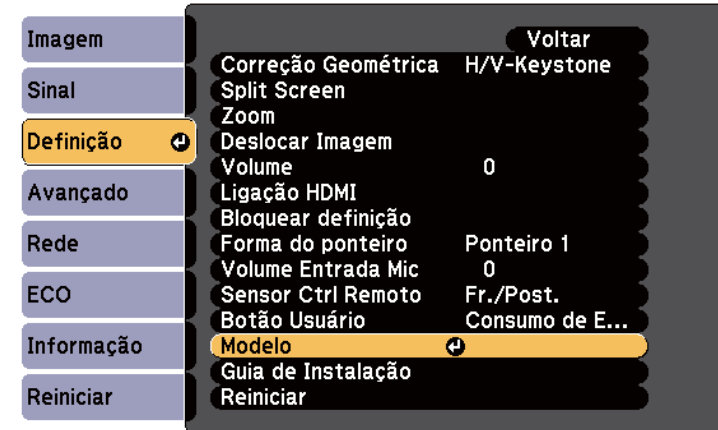 Imagem
Sinal
Definição
Avançado
Rede
ECO
Informação
Reiniciar
Voltar
Correção Geométrica H/V-Keystone
Split Screen
Zoom
Deslocar Imagem
Volume 0
Ligação HDMI
Bloquear definição
Forma do ponteiro Ponteiro 1
Volume Entrada Mic 0
Sensor Ctrl Remoto Fr./Post.
Botão Usuário Consumo de E...
Modelo
Guia de Instalação
Reiniciar